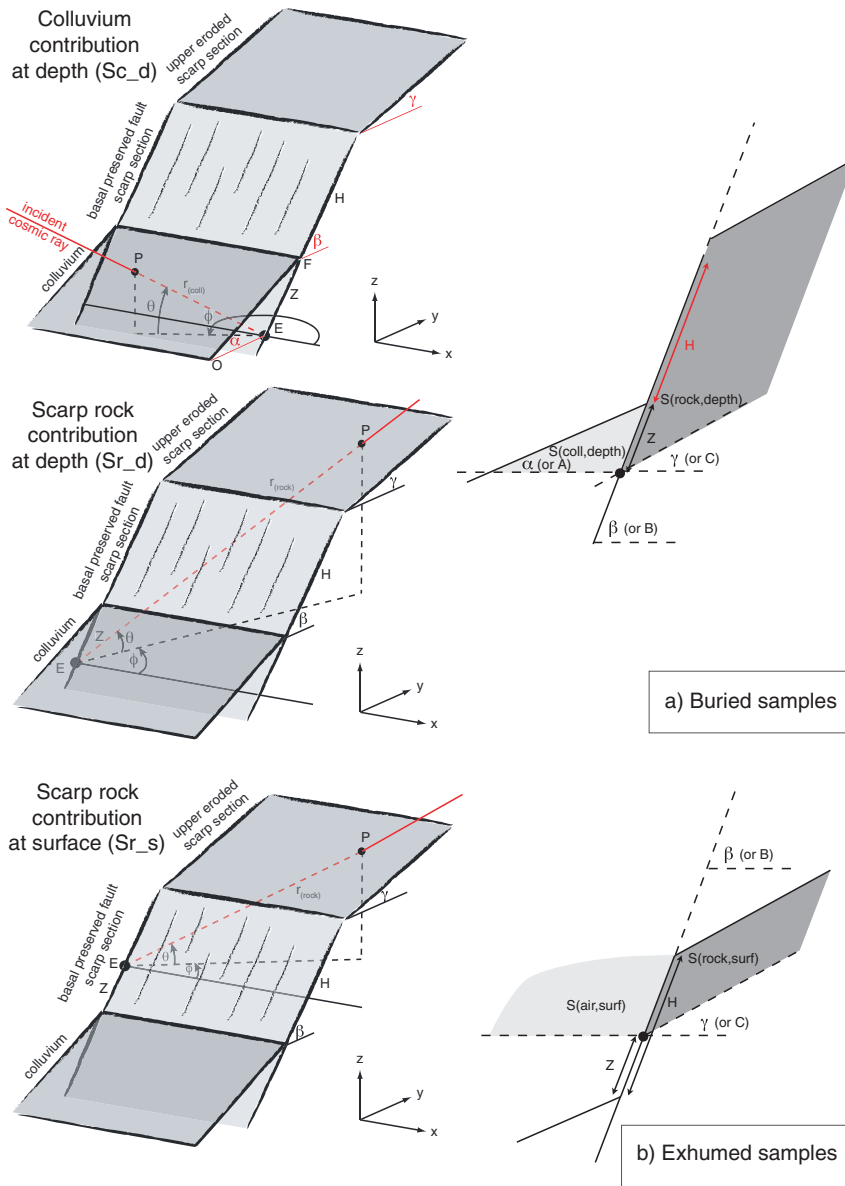 Colluvium
contribution
at depth (Sc_d)
upper eroded
scarp section
basal preserved fault
scarp section
γ
H
incident
cosmic ray
colluvium
β
F
P
r(coll)
θ
ϕ
Z
E
α
O
z
y
x
Scarp rock
contribution
at depth (Sr_d)
upper eroded
scarp section
basal preserved fault
scarp section
P
r(rock)
γ
H
colluvium
β
Z
θ
E
ϕ
z
y
x
H
S(rock,depth)
S(coll,depth)
Z
α (or A)
γ (or C)
β (or B)
a) Buried samples
Scarp rock
contribution
at surface (Sr_s)
upper eroded
scarp section
basal preserved fault
scarp section
P
r(rock)
γ
E
θ
ϕ
Z
H
colluvium
β
z
y
x
β (or B)
S(rock,surf)
S(air,surf)
H
γ (or C)
Z
b) Exhumed samples